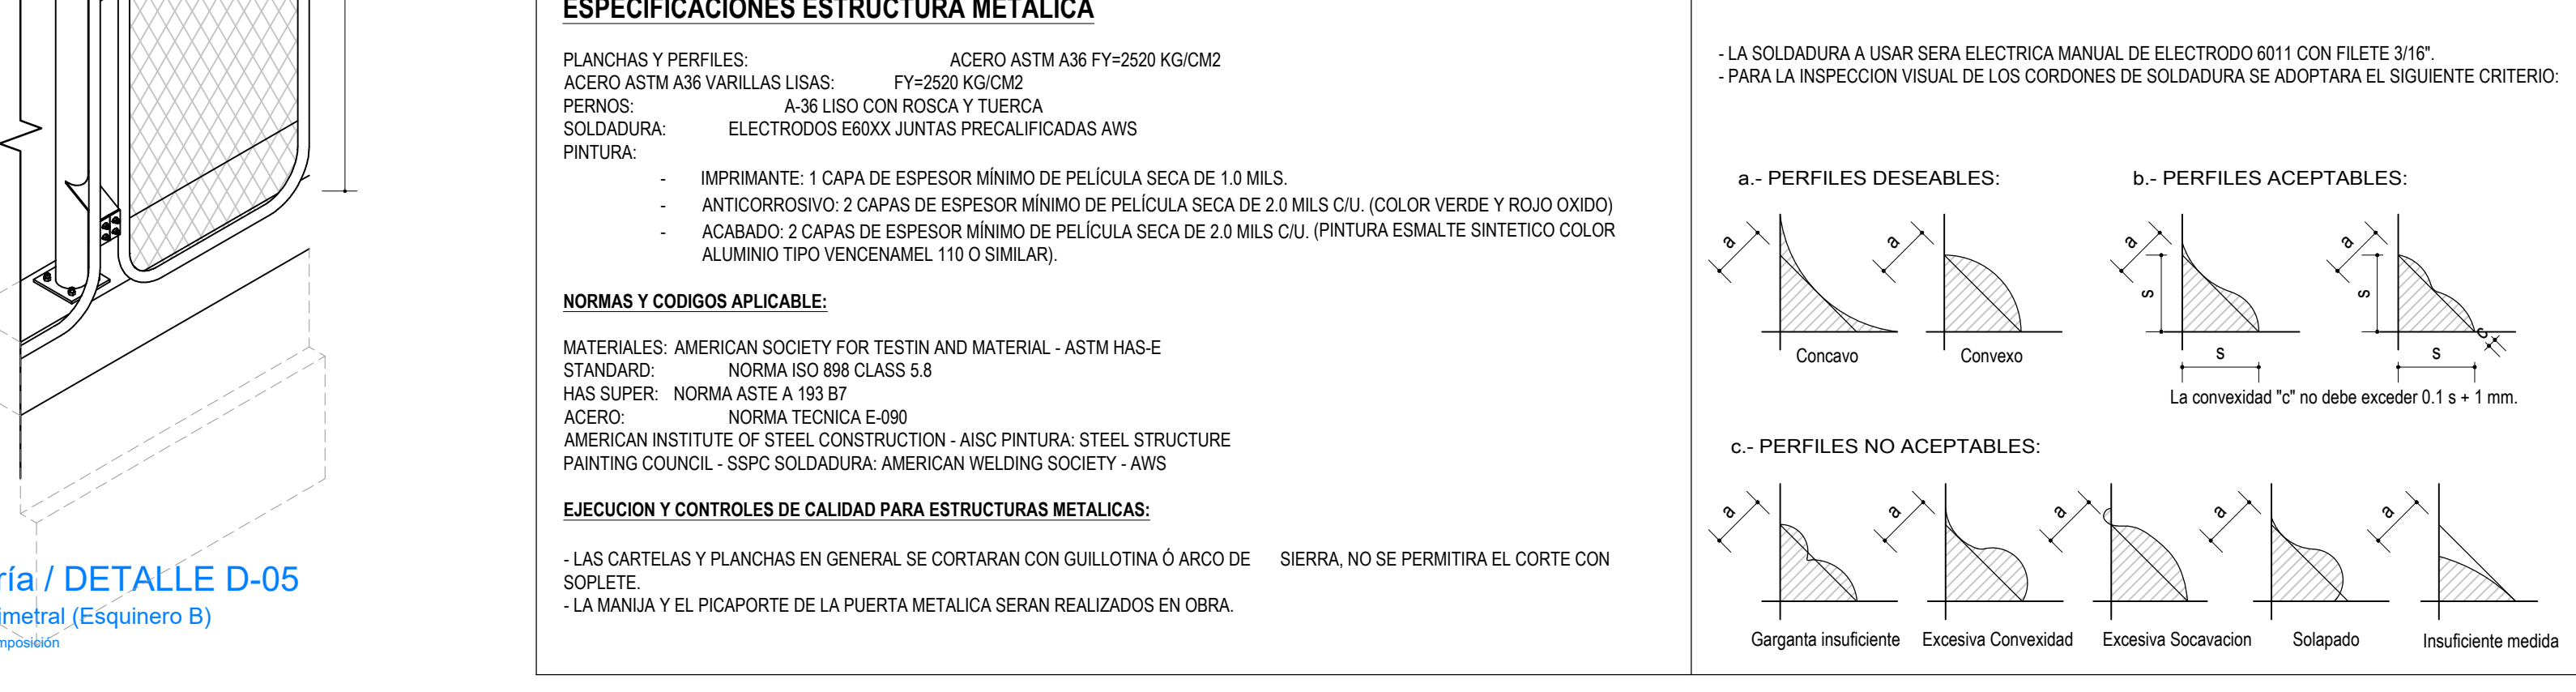 ESPECIFICACIONES ESTRUCTURA METALICA
PLANCHAS Y PERFILES: ACERO ASTM A36 FY=2520 KG/CM2
ACERO ASTM A36 VARILLAS LISAS: FY=2520 KG/CM2
PERNOS: A-36 LISO CON ROSCA Y TUERCA
SOLDADURA: ELECTRODOS E60XX JUNTAS PRECALIFICADAS AWS
PINTURA:
- IMPRIMANTE: 1 CAPA DE ESPESOR MÍNIMO DE PELÍCULA SECA DE 1.0 MILS.
- ANTICORROSIVO: 2 CAPAS DE ESPESOR MÍNIMO DE PELÍCULA SECA DE 2.0 MILS C/U. (COLOR VERDE Y ROJO OXIDO)
- ACABADO: 2 CAPAS DE ESPESOR MÍNIMO DE PELÍCULA SECA DE 2.0 MILS C/U. (PINTURA ESMALTE SINTETICO COLOR
ALUMINIO TIPO VENCENAMEL 110 O SIMILAR).
NORMAS Y CODIGOS APLICABLE:
MATERIALES: AMERICAN SOCIETY FOR TESTIN AND MATERIAL - ASTM HAS-E
STANDARD: NORMA ISO 898 CLASS 5.8
HAS SUPER: NORMA ASTE A 193 B7
ACERO: NORMA TECNICA E-090
AMERICAN INSTITUTE OF STEEL CONSTRUCTION - AISC PINTURA: STEEL STRUCTURE
PAINTING COUNCIL - SSPC SOLDADURA: AMERICAN WELDING SOCIETY - AWS
EJECUCION Y CONTROLES DE CALIDAD PARA ESTRUCTURAS METALICAS:
- LAS CARTELAS Y PLANCHAS EN GENERAL SE CORTARAN CON GUILLOTINA Ó ARCO DE SIERRA, NO SE PERMITIRA EL CORTE CON
SOPLETE.
- LA MANIJA Y EL PICAPORTE DE LA PUERTA METALICA SERAN REALIZADOS EN OBRA.
ría / DETALLE D-05
imetral (Esquinero B)
mposición
- LA SOLDADURA A USAR SERA ELECTRICA MANUAL DE ELECTRODO 6011 CON FILETE 3/16".
- PARA LA INSPECCION VISUAL DE LOS CORDONES DE SOLDADURA SE ADOPTARA EL SIGUIENTE CRITERIO:
a.- PERFILES DESEABLES:
a
a
Concavo
Convexo
b.- PERFILES ACEPTABLES:
a
a
s
s
c
s
s
La convexidad "c" no debe exceder 0.1 s + 1 mm.
c.- PERFILES NO ACEPTABLES:
a
a
a
a
a
Garganta insuficiente
Excesiva Convexidad
Excesiva Socavacion
Solapado
Insuficiente medida